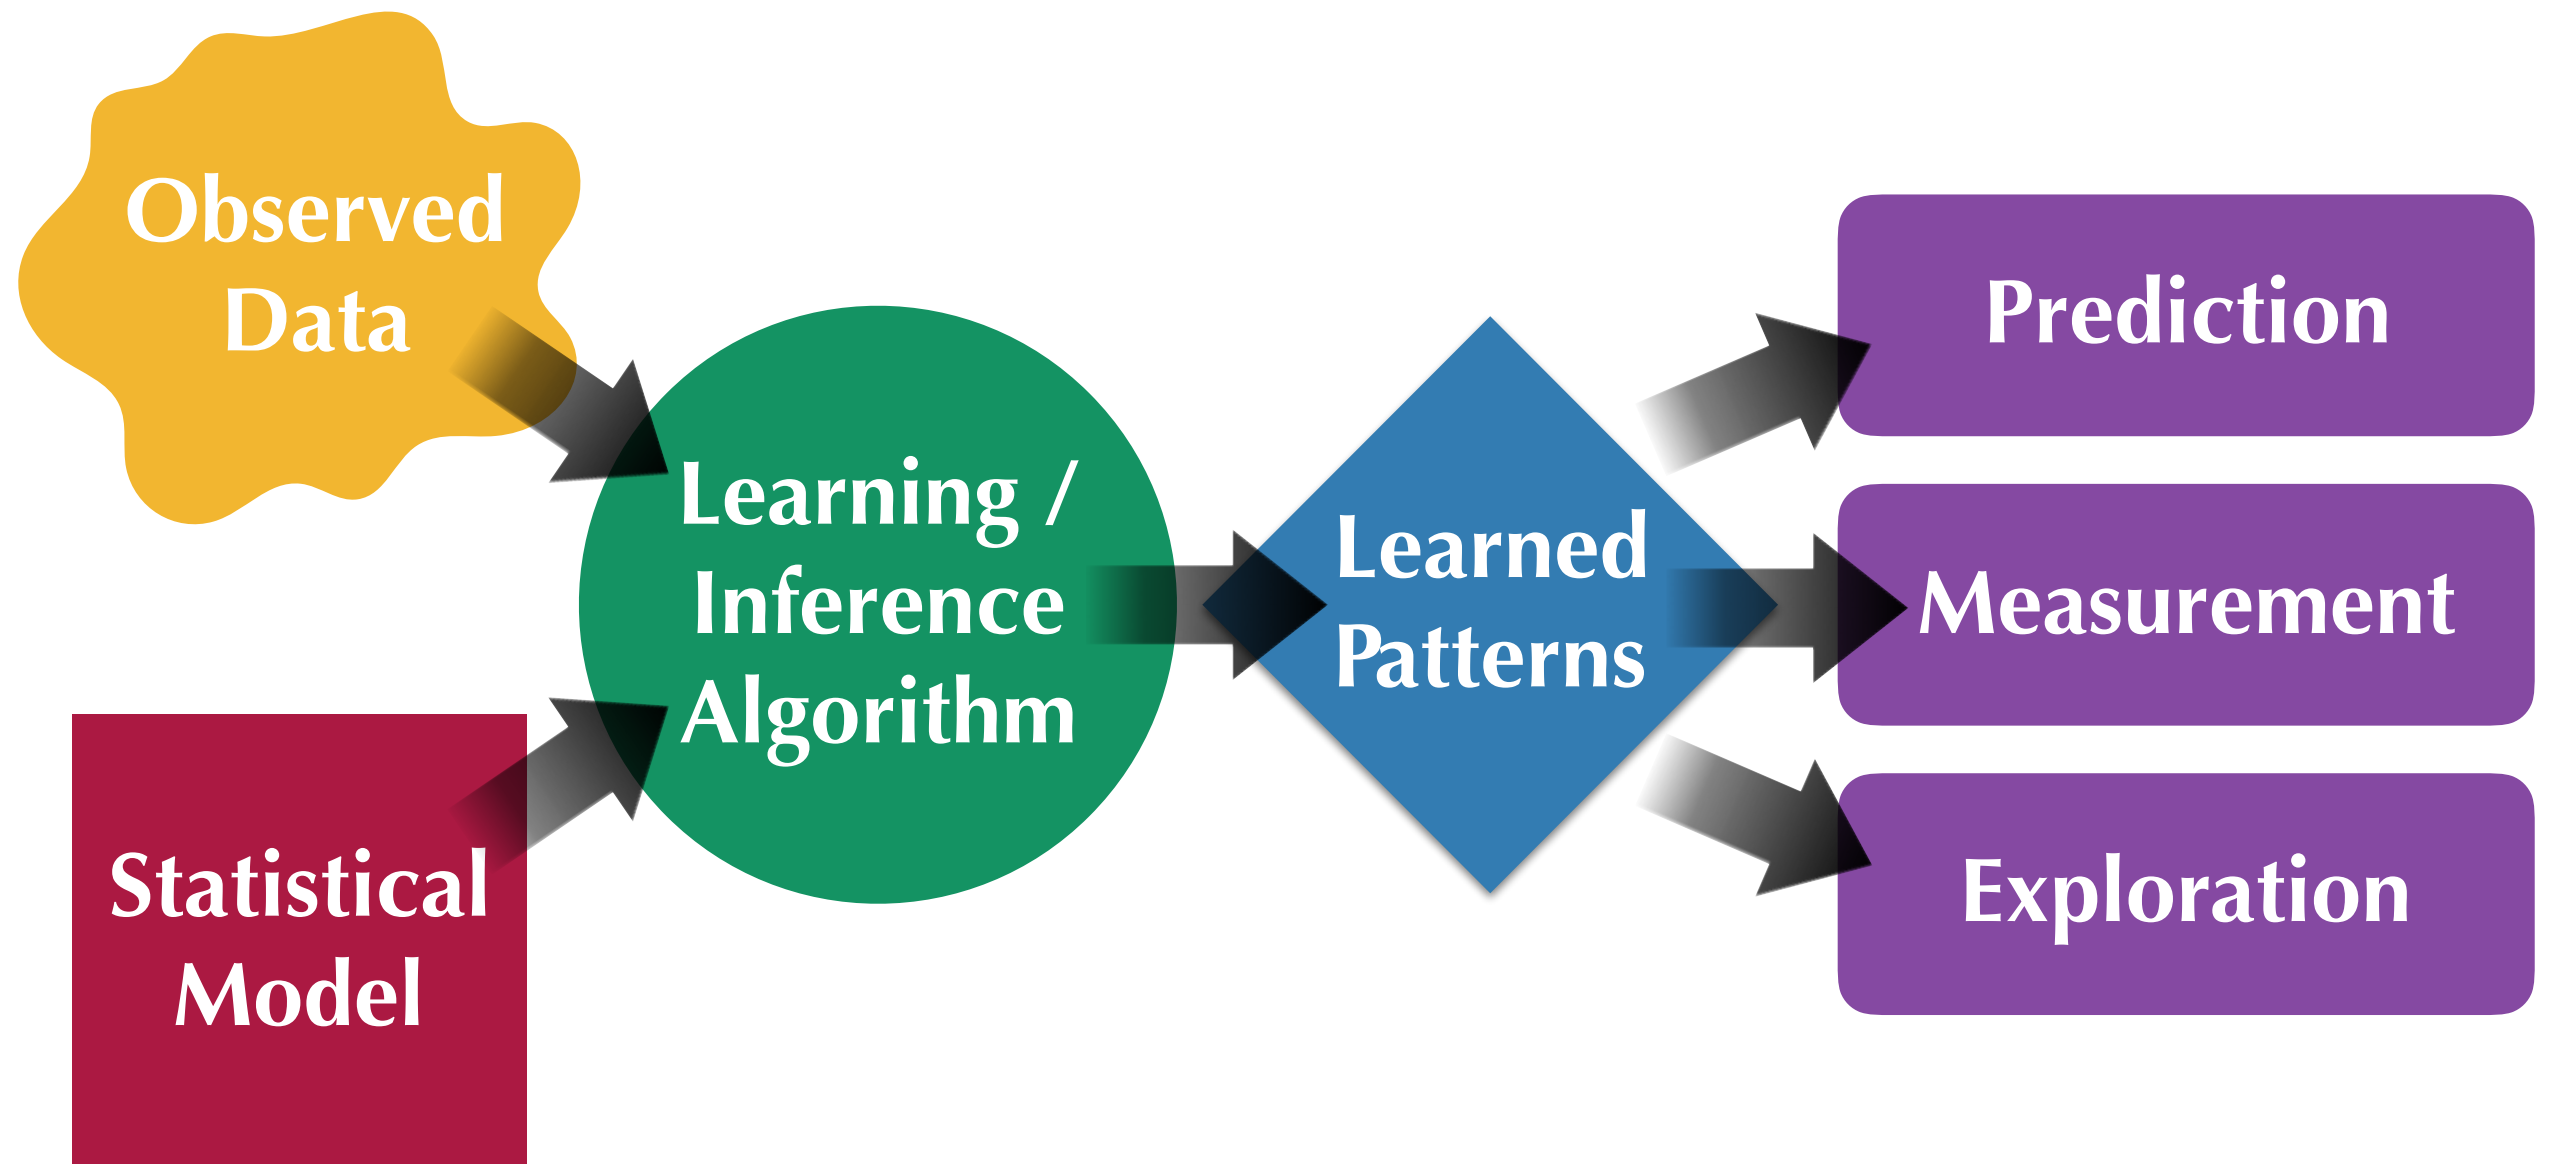 Observed
Data
Statistical
Model
Learning /
Inference
Algorithm
Learned
Patterns
Prediction
Measurement
Exploration